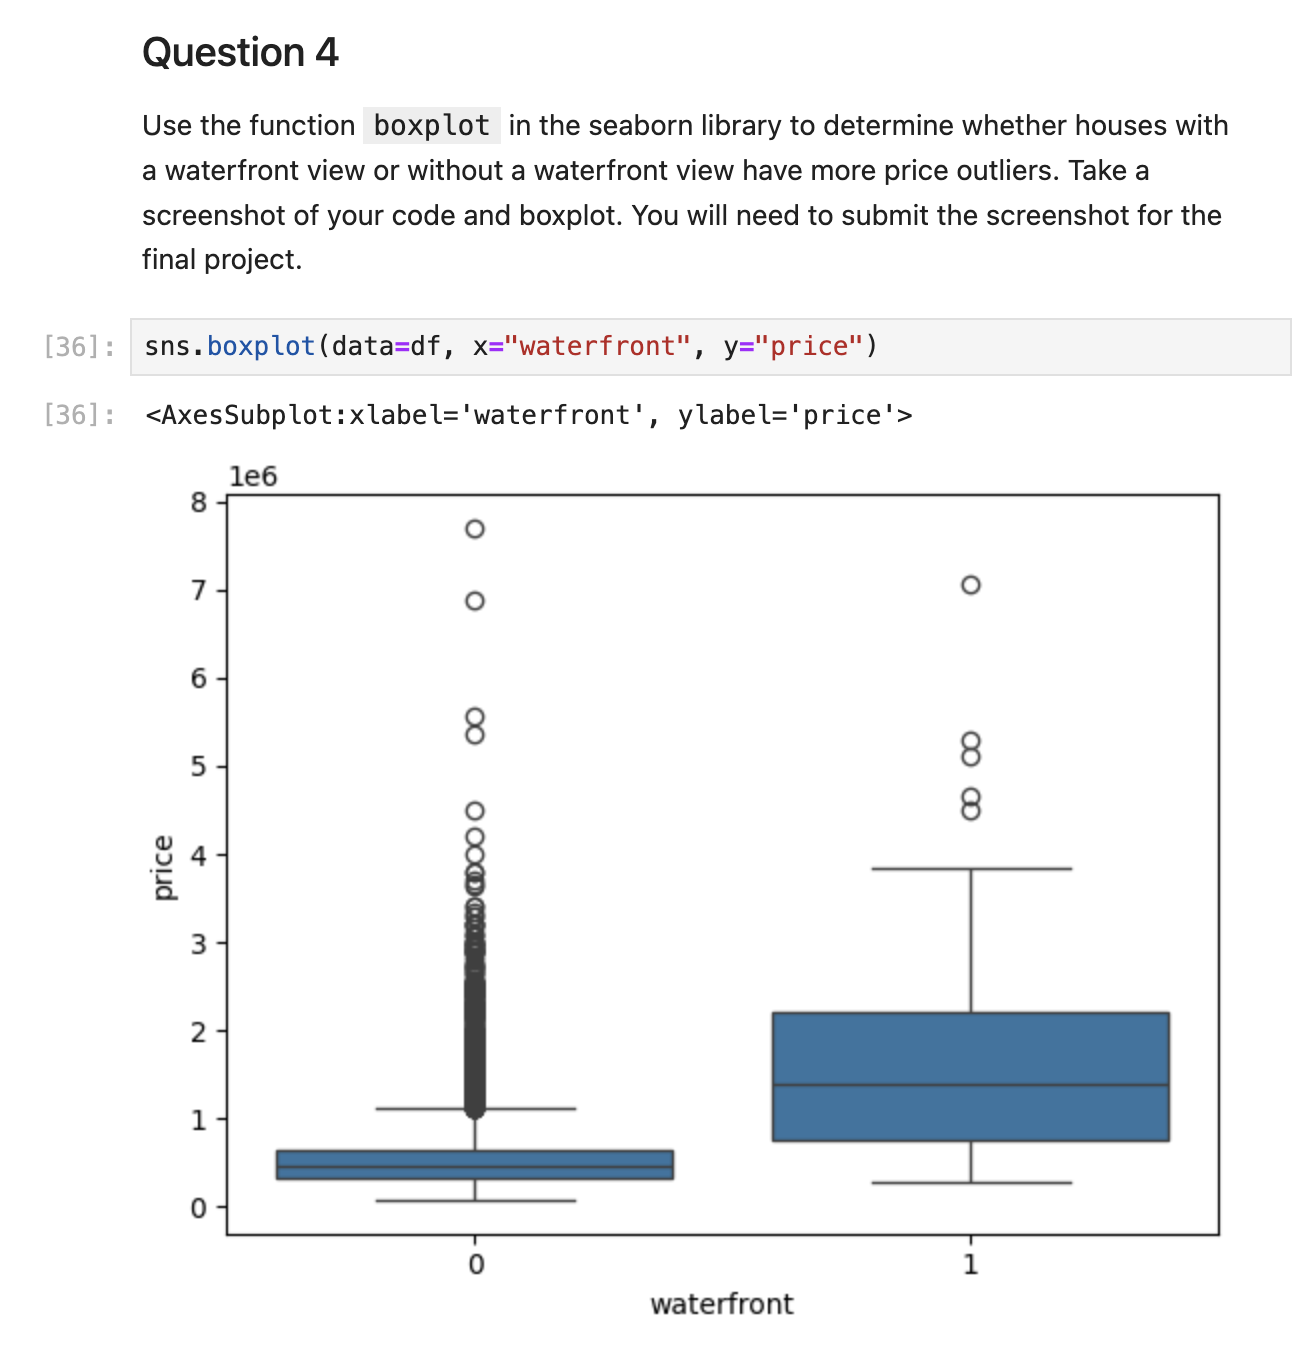 Question 4
Use the function boxplot in the seaborn library to determine whether houses with
a waterfront view or without a waterfront view have more price outliers. Take a
screenshot of your code and boxplot. You will need to submit the screenshot for the
final project.
[36]: sns.boxplot(data=df, x="waterfront", y="price")
[36]: <AxesSubplot:xlabel='waterfront', ylabel='price'>
1e6
8
7
6
5
4
3
2
1
0
price
0 1
waterfront